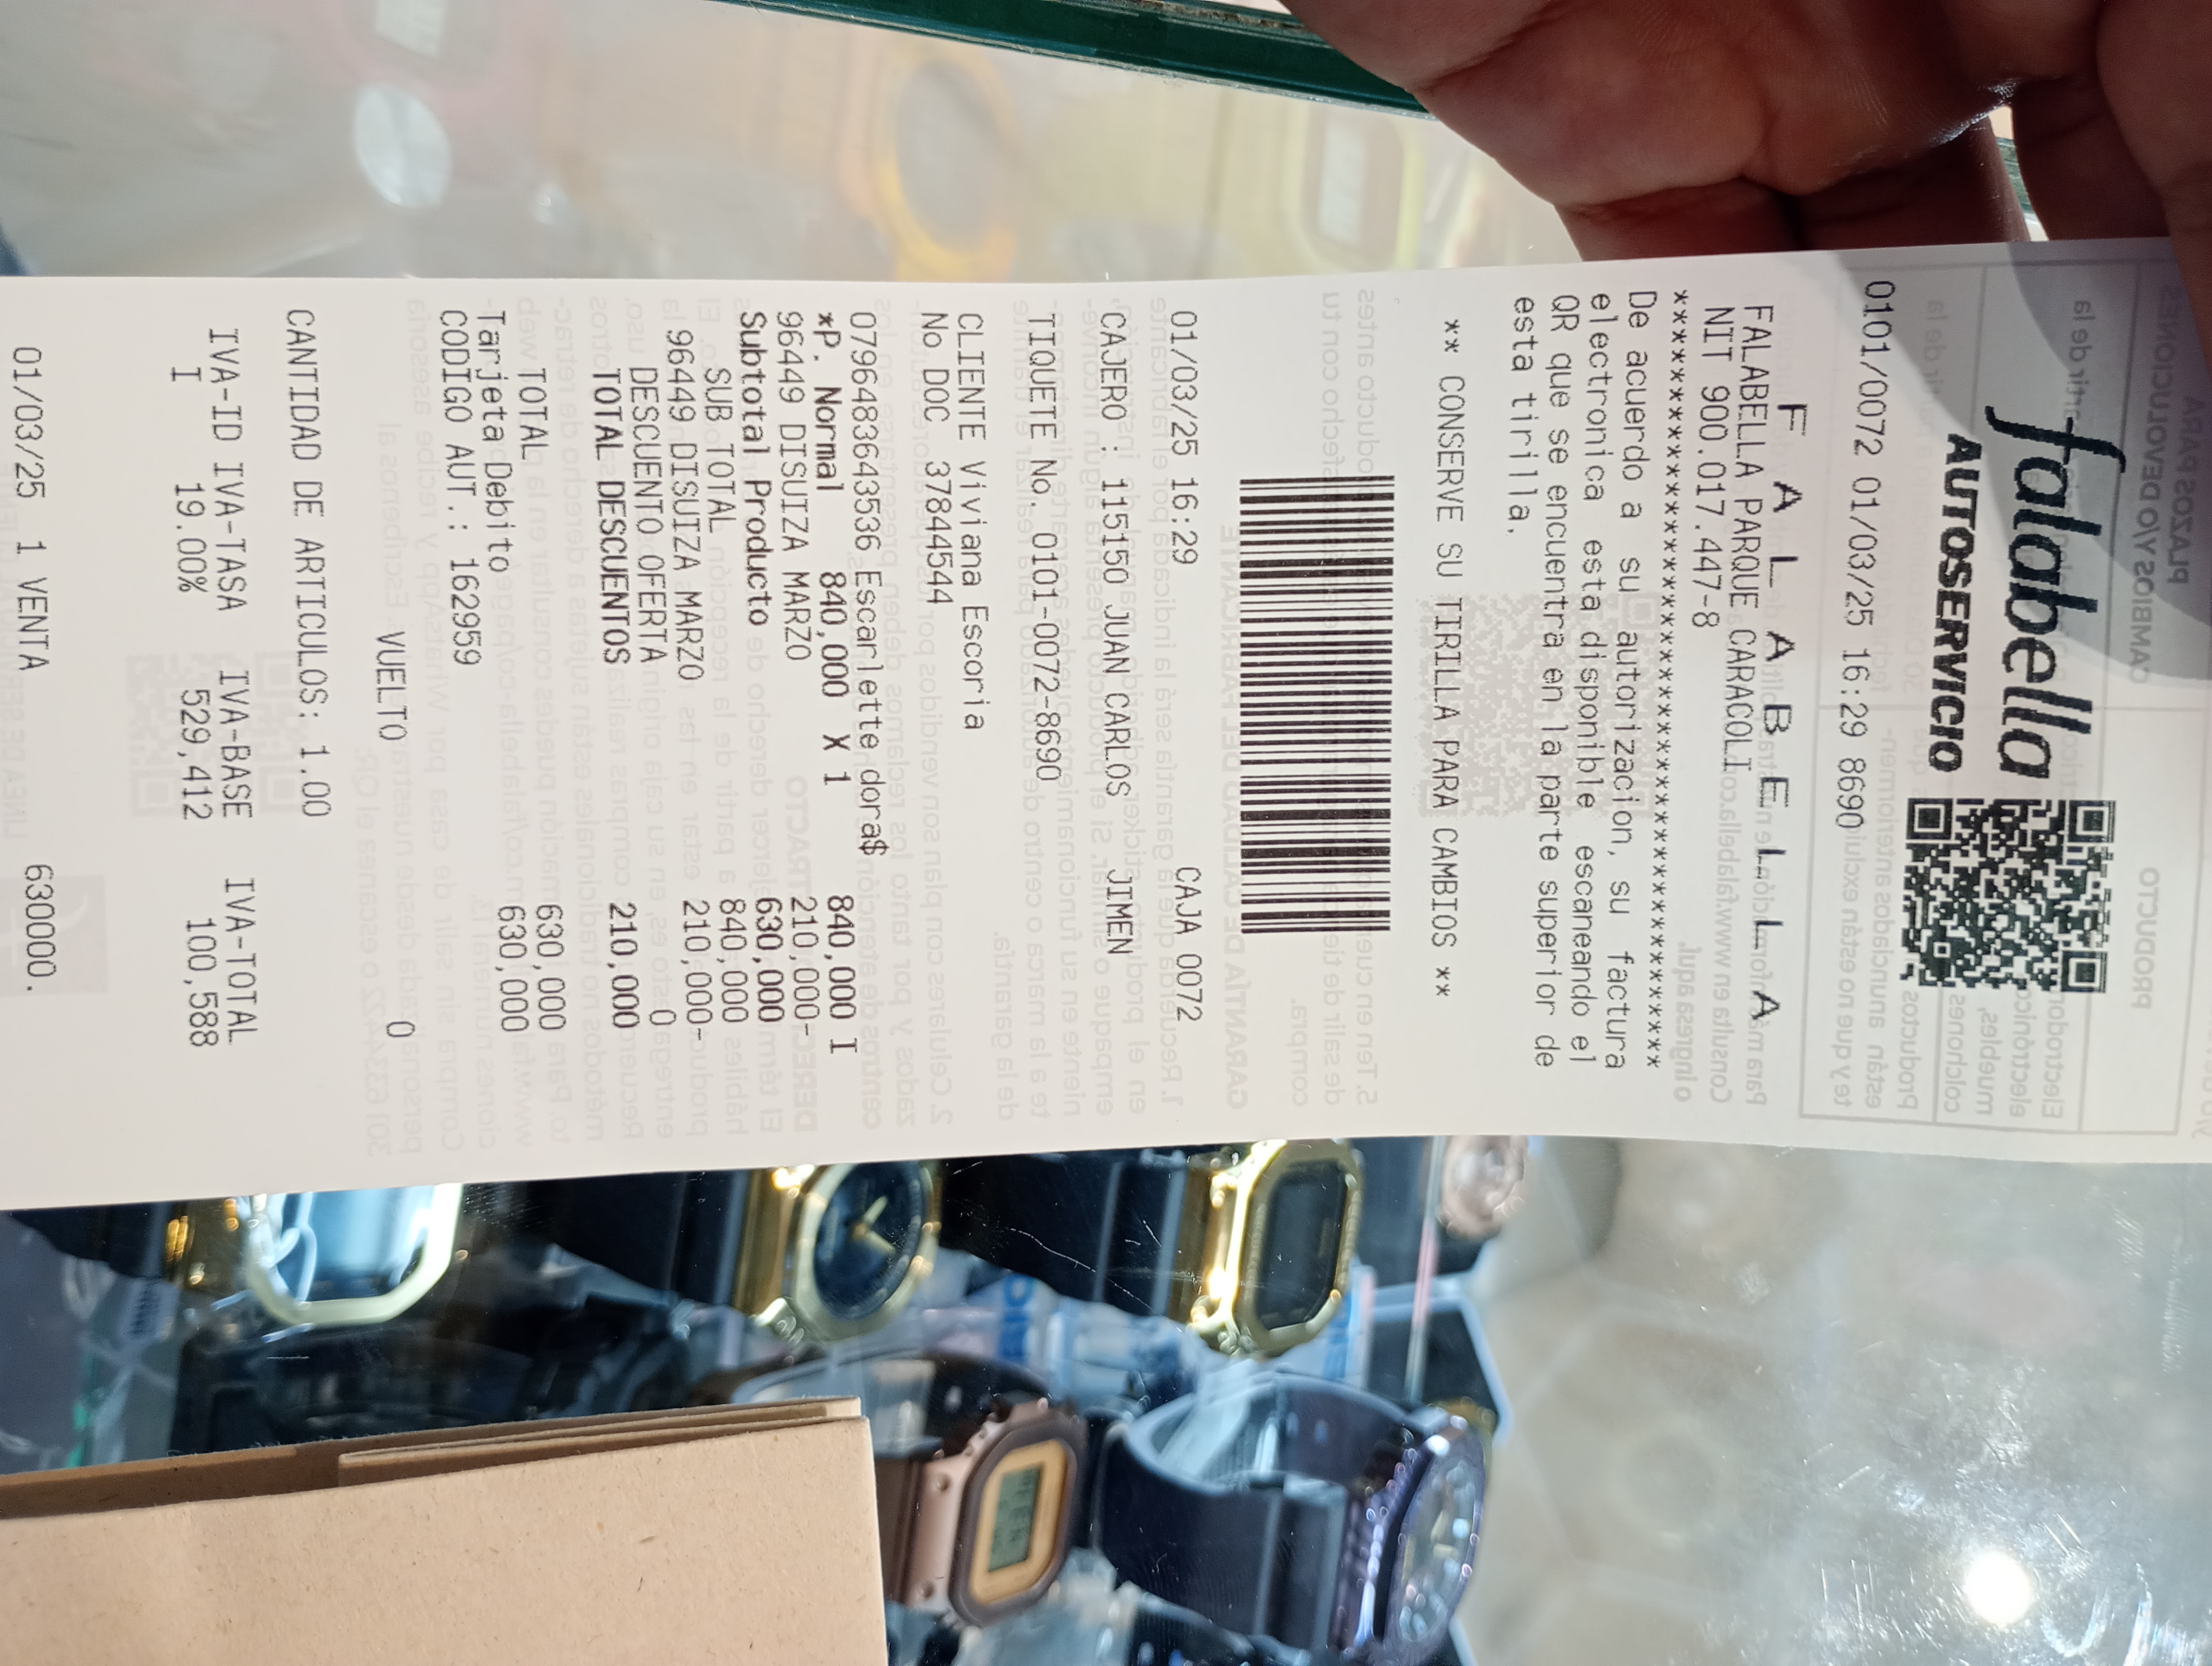 falabella
AUTOSERVICIO
0101/0072 01/03/25 16:29 8690
F A L A B E L L A
FALABELLA PARQUE CARACOLI
NIT 900.017.447-8
De acuerdo a su autorizacion, su factura
electronica esta disponible escaneando el
QR que se encuentra en la parte superior de
esta tirilla.
** CONSERVE SU TIRILLA PARA CAMBIOS **
01/03/25 16:29 CAJA 0072
CAJERO : 115150 JUAN CARLOS JIMEN
TIQUETE No. 0101-0072-8690
CLIENTE Viviana Escoria
No DOC 37844544
0796483643536 Escarlette dora$
*P. Normal 840,000 X 1 840,000 I
96449 DISUIZA MARZO 210,000-
Subtotal Producto 630,000
SUB TOTAL 840,000
96449 DISUIZA MARZO 210,000-
DESCUENTO OFERTA 0
TOTAL DESCUENTOS 210,000
TOTAL 630,000
Tarjeta Debito 630,000
CODIGO AUT.: 162959
VUELTO 0
CANTIDAD DE ARTICULOS: 1.00
IVA-ID IVA-TASA IVA-BASE IVA-TOTAL
I 19.00% 529,412 100,588
01/03/25 1 VENTA 630000.